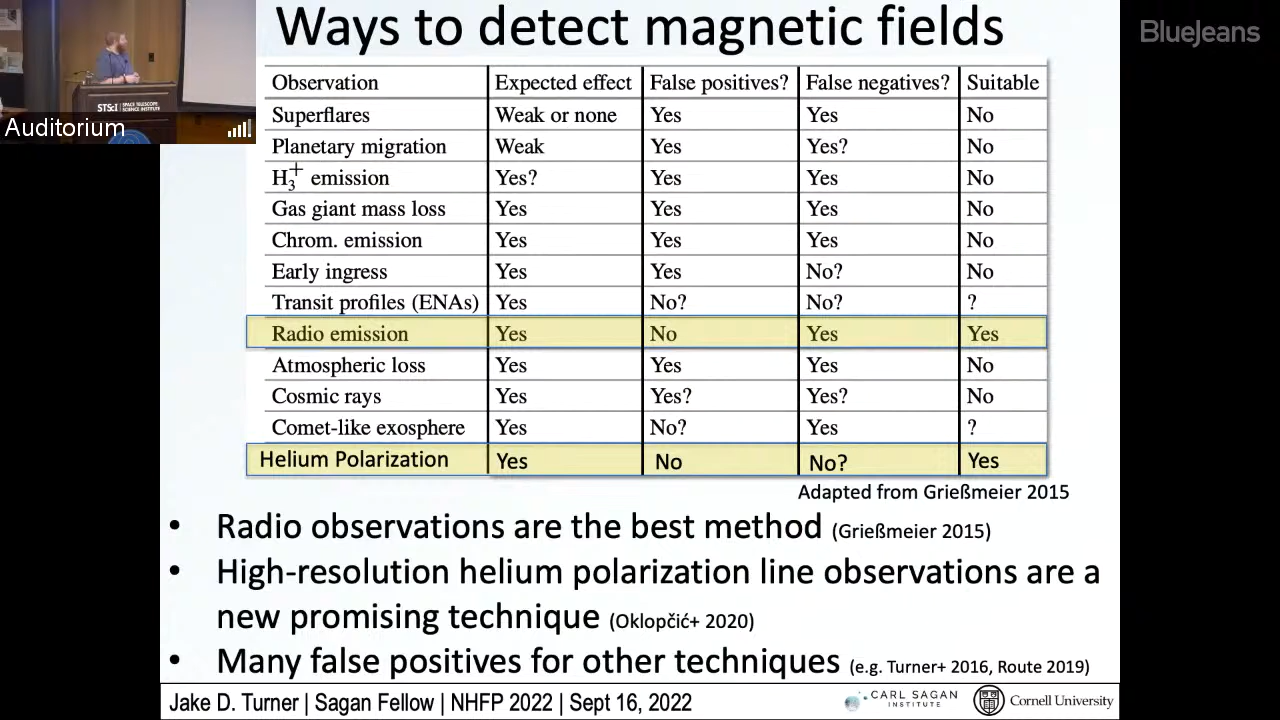 Ways to detect magnetic fields
BlueJeans
STScI | SPACE TELESCOPE SCIENCE INSTITUTE
Auditorium
Observation Expected effect False positives? False negatives? Suitable
Superflares Weak or none Yes Yes No
Planetary migration Weak Yes Yes? No
H₃⁺ emission Yes? Yes Yes No
Gas giant mass loss Yes Yes Yes No
Chrom. emission Yes Yes Yes No
Early ingress Yes Yes No? No
Transit profiles (ENAs) Yes No? No? ?
Radio emission Yes No Yes Yes
Atmospheric loss Yes Yes Yes No
Cosmic rays Yes Yes? Yes? No
Comet-like exosphere Yes No? Yes ?
Helium Polarization Yes No No? Yes
Adapted from Grießmeier 2015
• Radio observations are the best method (Grießmeier 2015)
• High-resolution helium polarization line observations are a
new promising technique (Oklopčić+ 2020)
• Many false positives for other techniques (e.g. Turner+ 2016, Route 2019)
Jake D. Turner | Sagan Fellow | NHFP 2022 | Sept 16, 2022
CARL SAGAN
INSTITUTE
Cornell University